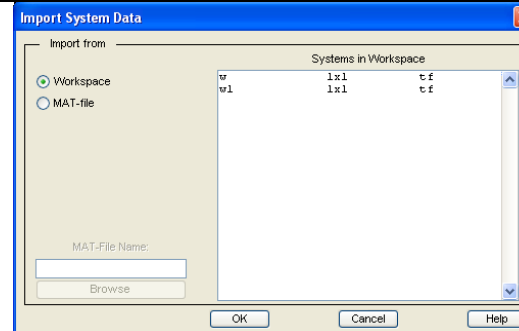 Import System Data
Import from
Systems in Workspace
Workspace
MAT-file
w 1x1 tf
w1 1x1 tf
MAT-File Name:
Browse
OK Cancel Help